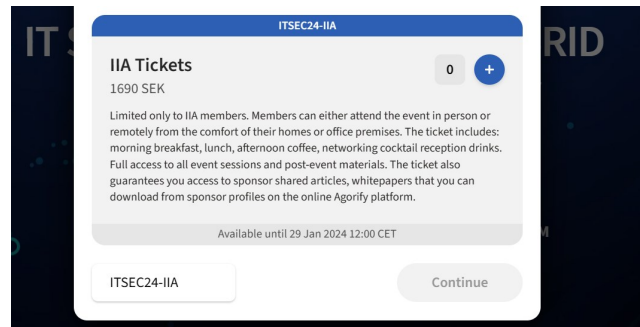 ITSEC24-IIA
IT S
RID
IIA Tickets
0 +
1690 SEK
Limited only to IIA members. Members can either attend the event in person or
remotely from the comfort of their homes or office premises. The ticket includes:
morning breakfast, lunch, afternoon coffee, networking cocktail reception drinks.
Full access to all event sessions and post-event materials. The ticket also
guarantees you access to sponsor shared articles, whitepapers that you can
download from sponsor profiles on the online Agorify platform.
Available until 29 Jan 2024 12:00 CET
M
ITSEC24-IIA
Continue